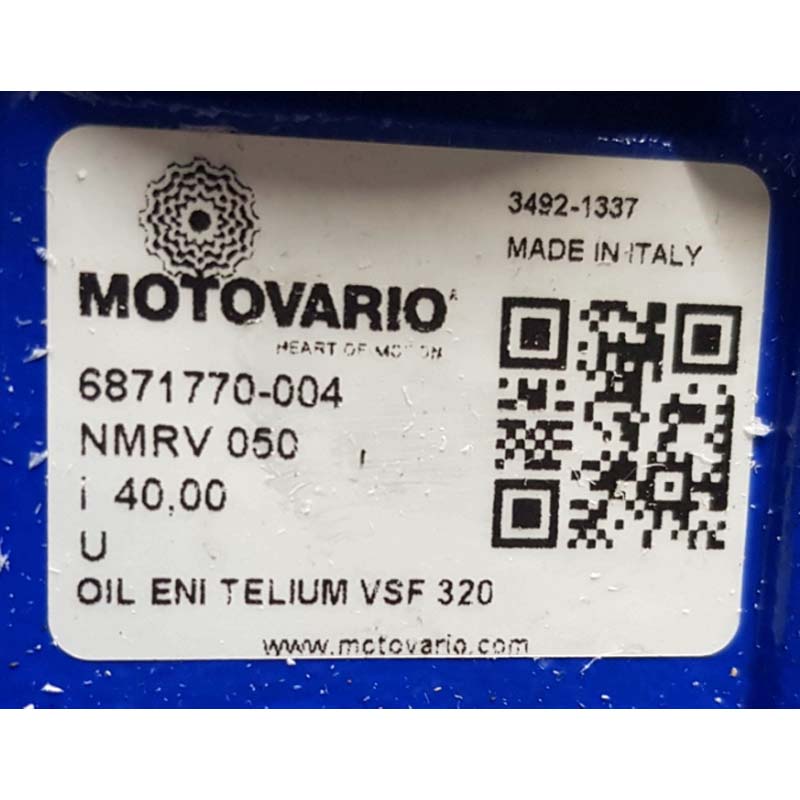 3492-1337
MADE IN ITALY
MOTOVARIO
HEART OF MOTION
6871770-004
NMRV 050
i 40,00
U
OIL ENI TELIUM VSF 320
www.motovario.com